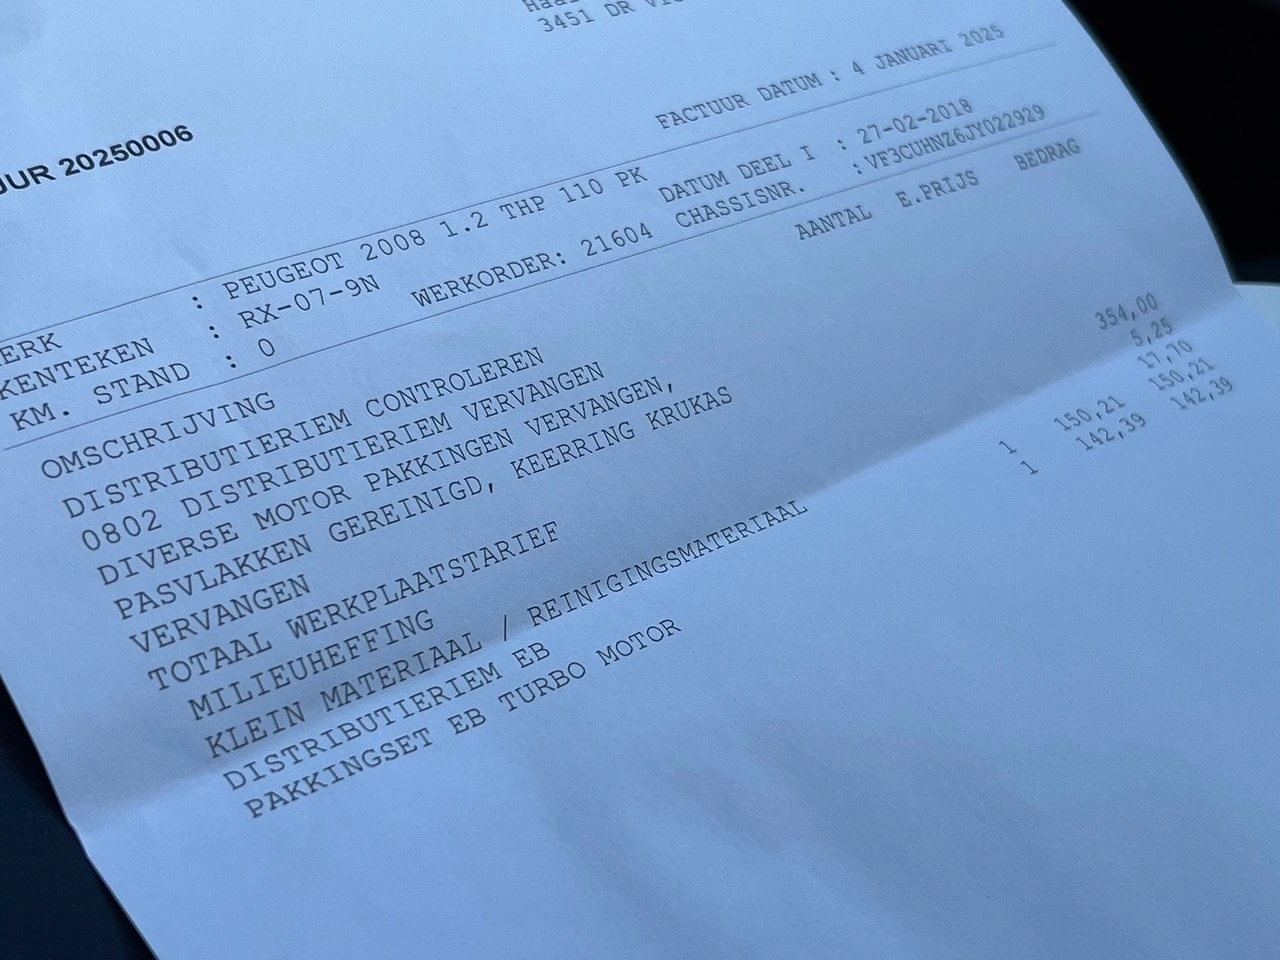 3451 DR
UUR 20250006
FACTUUR DATUM : 4 JANUARI 2025
ERK : PEUGEOT 2008 1.2 THP 110 PK DATUM DEEL I : 27-02-2018
KENTEKEN : RX-07-9N WERKORDER: 21604 CHASSISNR. : VF3CUHNZ6JY022929
KM. STAND : 0
OMSCHRIJVING AANTAL E.PRIJS BEDRAG
DISTRIBUTIERIEM CONTROLEREN
0802 DISTRIBUTIERIEM VERVANGEN
DIVERSE MOTOR PAKKINGEN VERVANGEN,
PASVLAKKEN GEREINIGD, KEERRING KRUKAS
VERVANGEN
TOTAAL WERKPLAATSTARIEF 354,00
MILIEUHEFFING 5,25
KLEIN MATERIAAL / REINIGINGSMATERIAAL 17,70
DISTRIBUTIERIEM EB 1 150,21 150,21
PAKKINGSET EB TURBO MOTOR 1 142,39 142,39